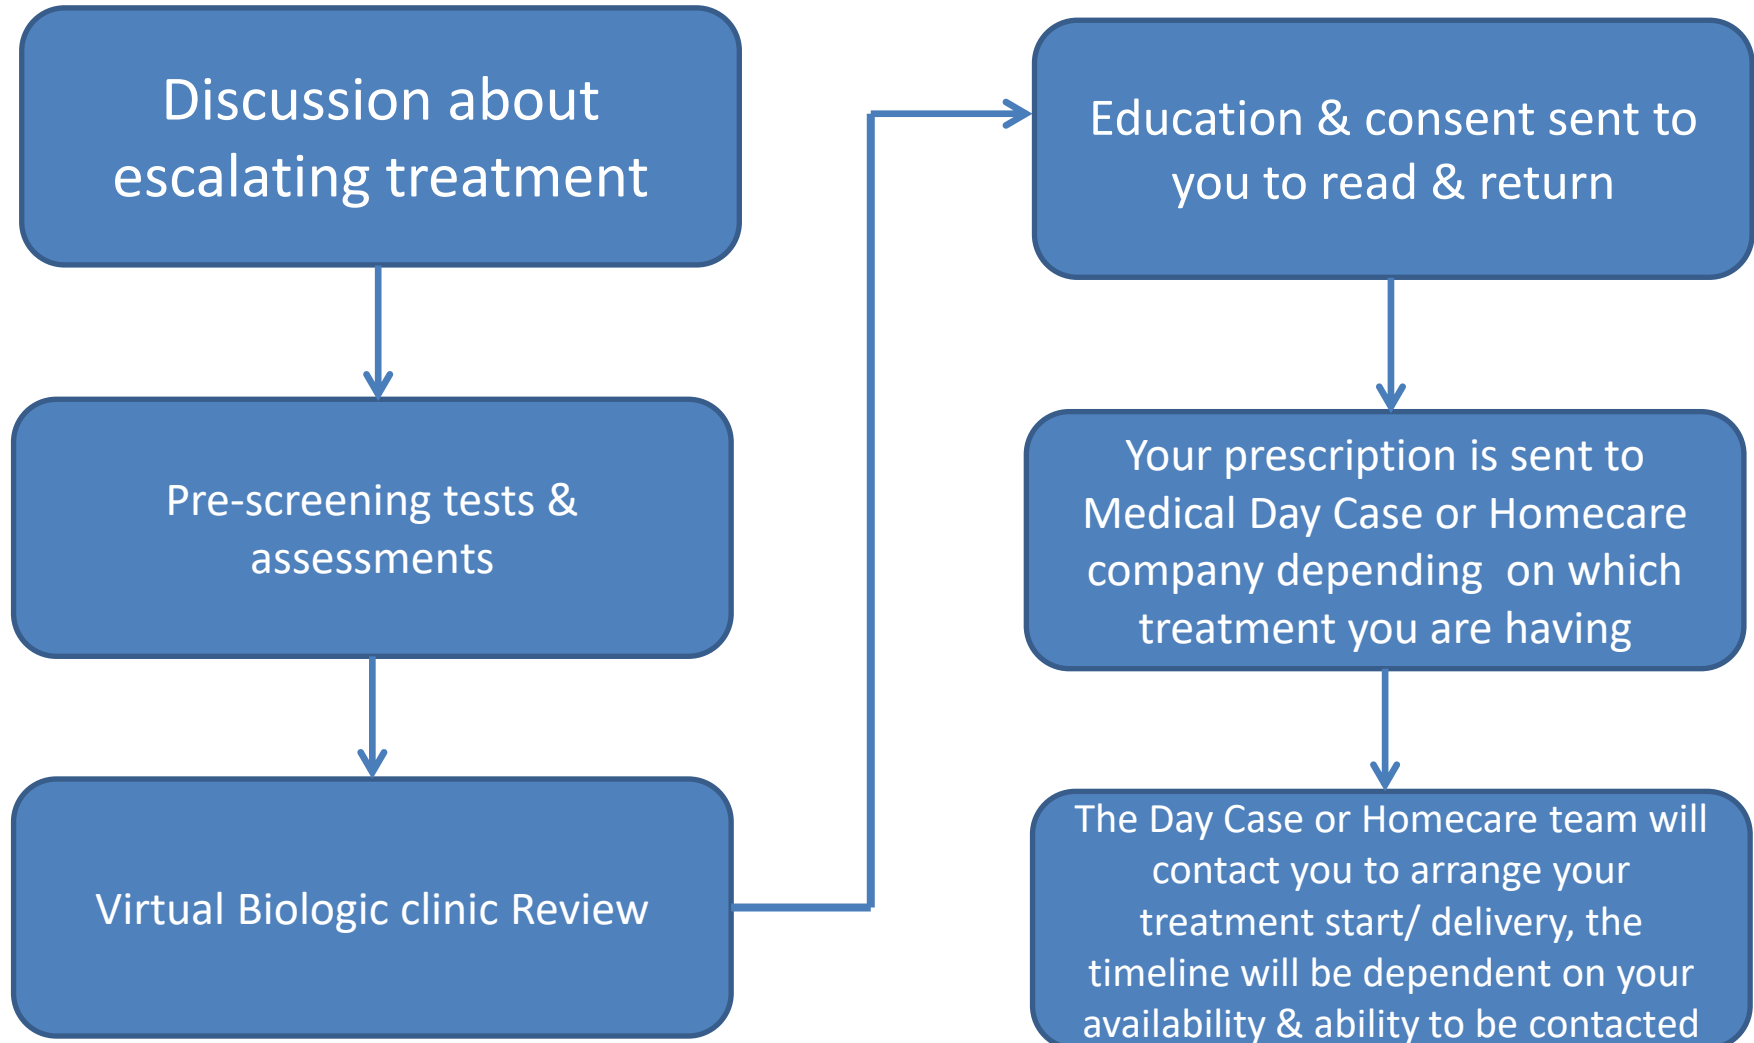 Discussion about
escalating treatment
Pre-screening tests &
assessments
Virtual Biologic clinic Review
Education & consent sent to
you to read & return
Your prescription is sent to
Medical Day Case or Homecare
company depending  on which
treatment you are having
The Day Case or Homecare team will
contact you to arrange your
treatment start/ delivery, the
timeline will be dependent on your
availability & ability to be contacted